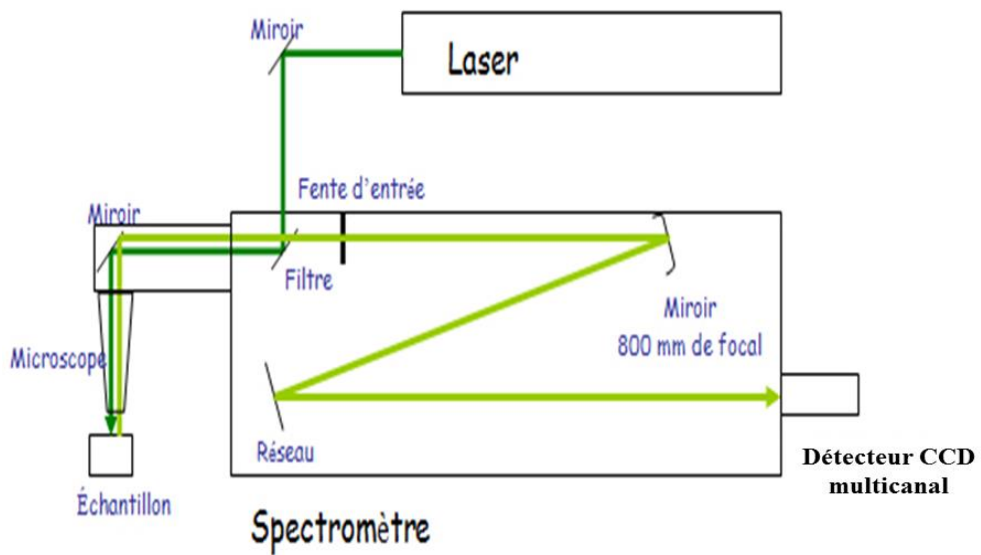 Miroir
Laser
Fente d'entrée
Miroir
Filtre
Miroir
800 mm de focal
Microscope
Réseau
Détecteur CCD
multicanal
Échantillon
Spectromètre